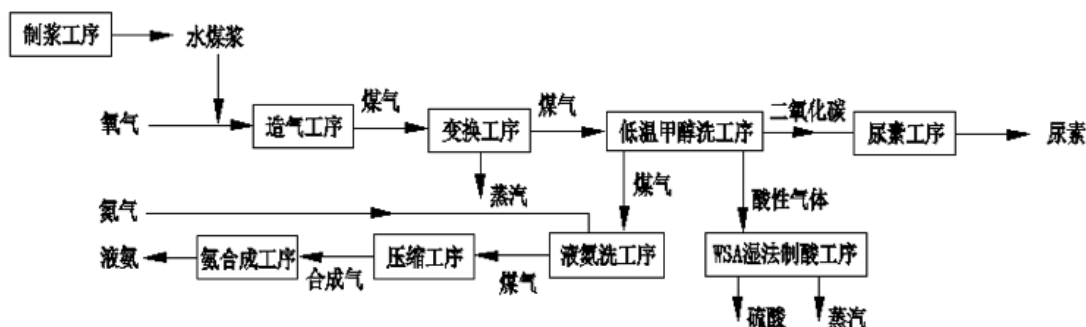 制浆工序
水煤浆
氧气
造气工序
煤气
变换工序
煤气
低温甲醇洗工序
二氧化碳
尿素工序
尿素
蒸汽
煤气
酸性气体
氮气
液氨
氨合成工序
合成气
压缩工序
煤气
液氮洗工序
WSA湿法制酸工序
硫酸
蒸汽